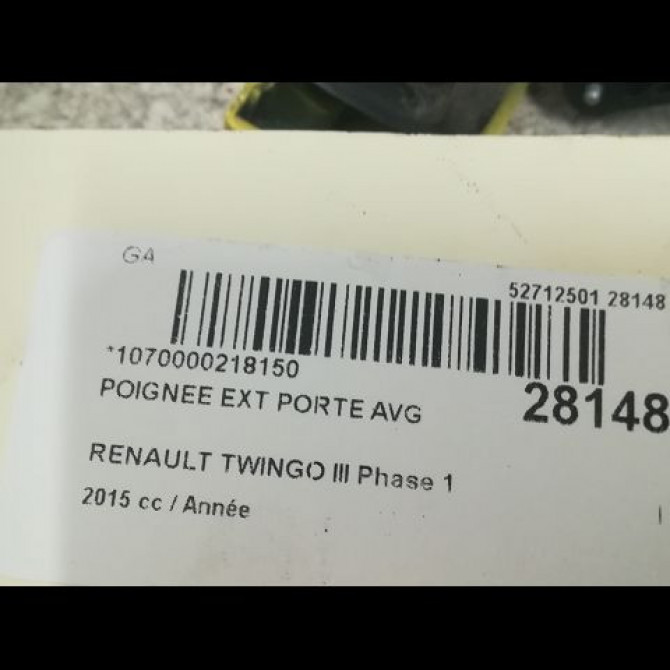 GA
52712501 28148
*1070000218150
28148
POIGNEE EXT PORTE AVG
RENAULT TWINGO III Phase 1
2015 cc / Année